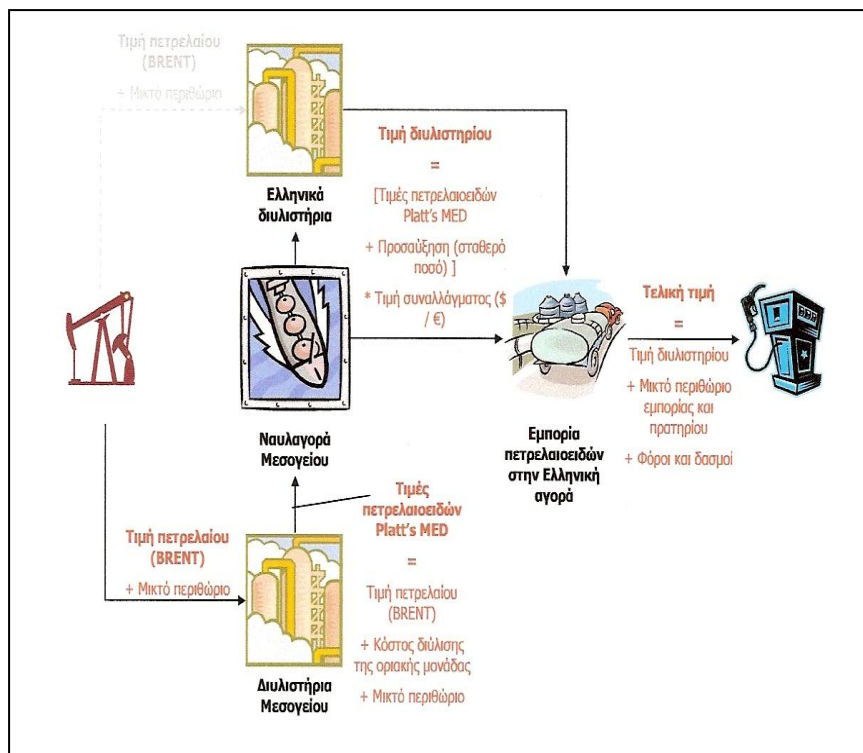 Τιμή πετρελαίου
(BRENT)
+ Μικτό περιθώριο
Ελληνικά
διυλιστήρια
Τιμή διυλιστηρίου
=
[Τιμές πετρελαιοειδών
Platt's MED
+ Προσαύξηση (σταθερό
ποσό) ]
* Τιμή συναλλάγματος ($
/ €)
Ναυλαγορά
Μεσογείου
Εμπορία
πετρελαιοειδών
στην Ελληνική
αγορά
Τελική τιμή
=
Τιμή διυλιστηρίου
+ Μικτό περιθώριο
εμπορίας και
πρατηρίου
+ Φόροι και δασμοί
Τιμή πετρελαίου
(BRENT)
+ Μικτό περιθώριο
Τιμές
πετρελαιοειδών
Platt's MED
=
Τιμή πετρελαίου
(BRENT)
+ Κόστος διύλισης
της οριακής μονάδας
+ Μικτό περιθώριο
Διυλιστήρια
Μεσογείου